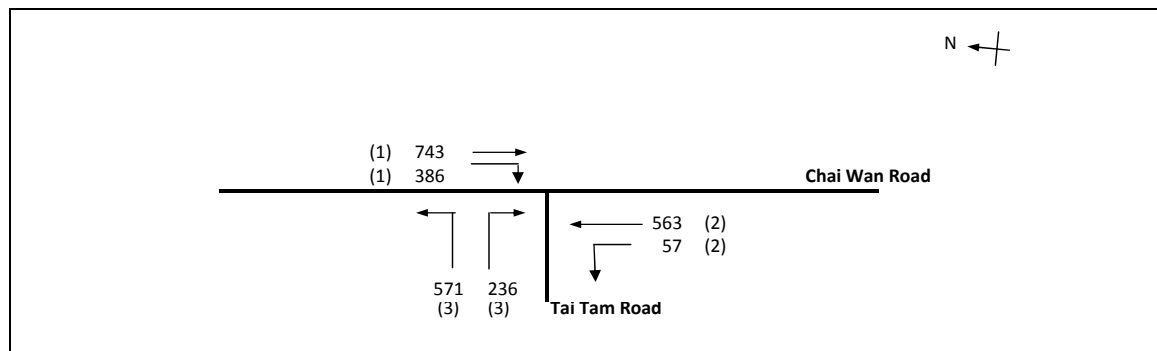 N
(1) 743
(1) 386
Chai Wan Road
563 (2)
57 (2)
571 236
(3) (3)
Tai Tam Road